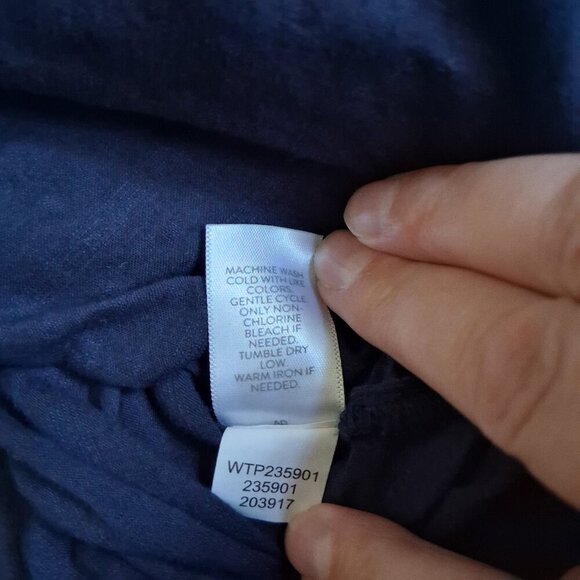 MACHINE WASH
COLD WITH LIKE
COLORS.
GENTLE CYCLE
ONLY NON-
CHLORINE
BLEACH IF
NEEDED.
TUMBLE DRY
LOW
WARM IRON IF
NEEDED.
WTP235901
235901
203917